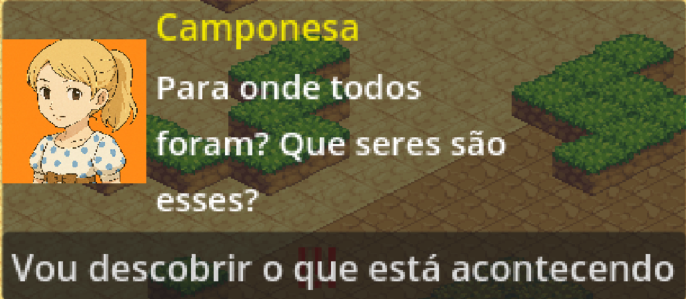 Camponesa
Para onde todos
foram? Que seres são
esses?
Vou descobrir o que está acontecendo